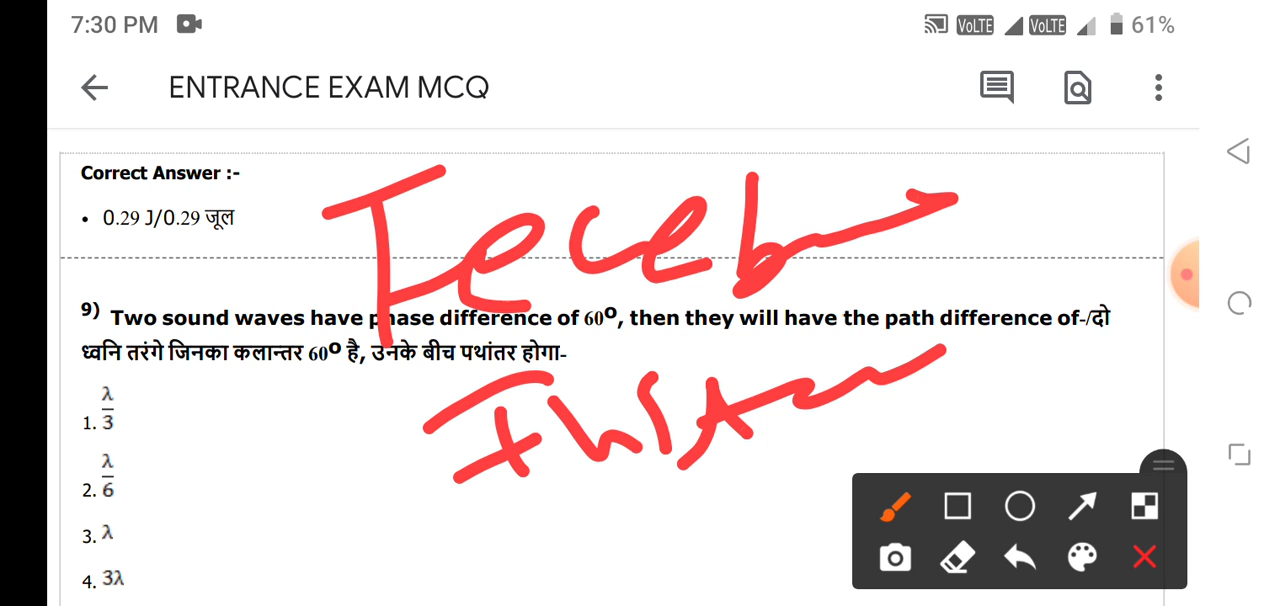 7:30 PM VoLTE VoLTE 61%
ENTRANCE EXAM MCQ
Correct Answer :-
• 0.29 J/0.29 जूल
9) Two sound waves have phase difference of 60⁰, then they will have the path difference of-/दो
ध्वनि तरंगे जिनका कलान्तर 60⁰ है, उनके बीच पथांतर होगा-
1. λ/3
2. λ/6
3. λ
4. 3λ